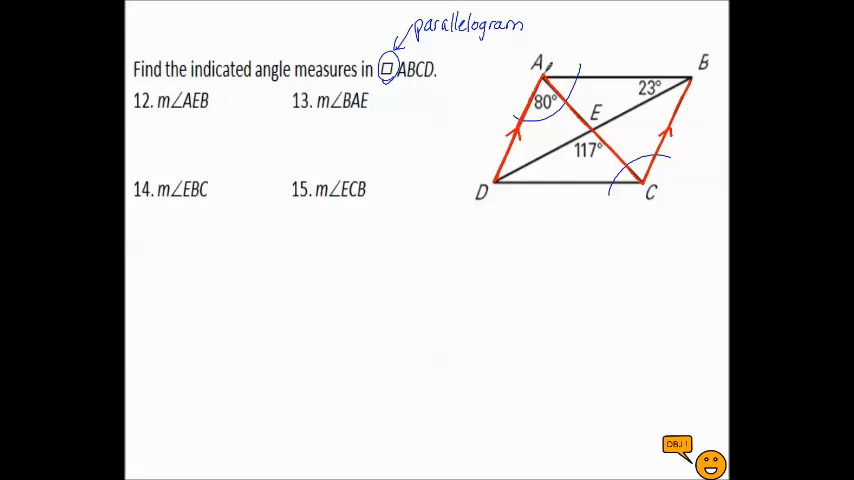 parallelogram
Find the indicated angle measures in ▱ABCD.
12. m∠AEB 13. m∠BAE
14. m∠EBC 15. m∠ECB
A
B
80°
23°
E
117°
D
C
OBJ!